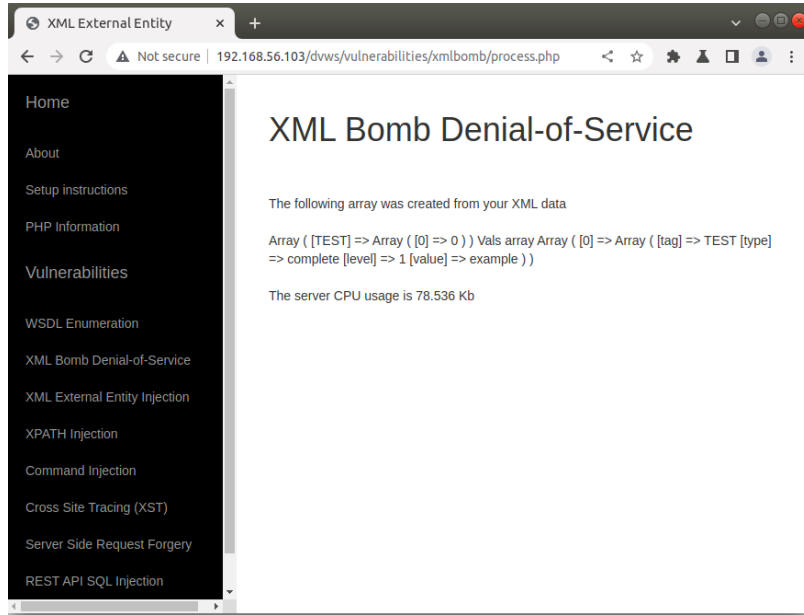 XML External Entity
Not secure
192.168.56.103/dvws/vulnerabilities/xmlbomb/process.php
Home
About
Setup instructions
PHP Information
Vulnerabilities
WSDL Enumeration
XML Bomb Denial-of-Service
XML External Entity Injection
XPATH Injection
Command Injection
Cross Site Tracing (XST)
Server Side Request Forgery
REST API SQL Injection
XML Bomb Denial-of-Service
The following array was created from your XML data
Array ( [TEST] => Array ( [0] => 0 ) ) Vals array Array ( [0] => Array ( [tag] => TEST [type]
=> complete [level] => 1 [value] => example ) )
The server CPU usage is 78.536 Kb